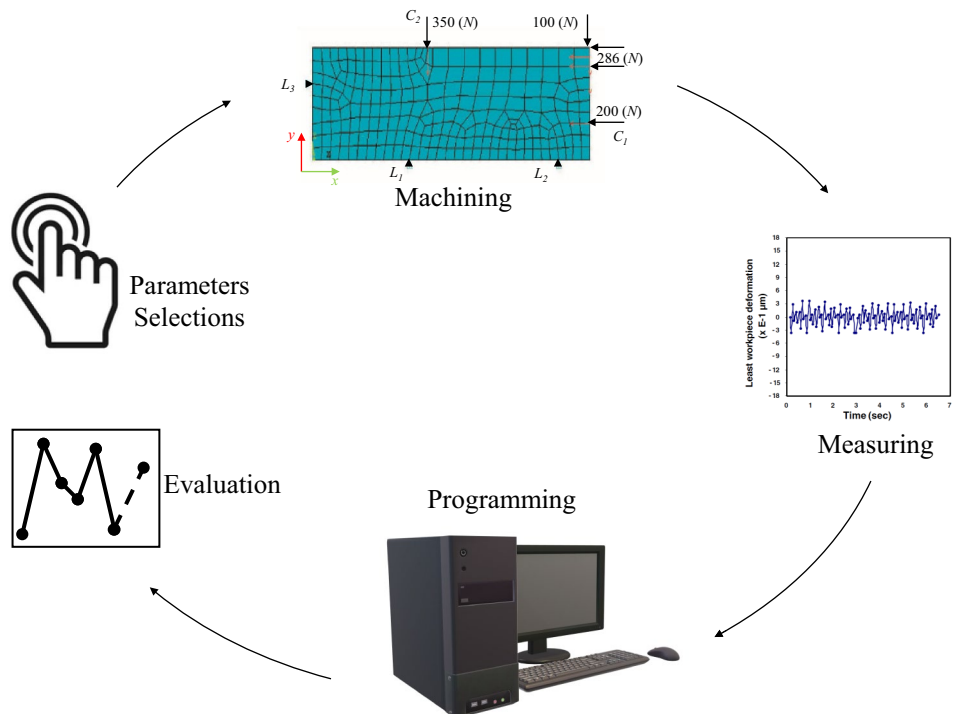 C2 350 (N) 100 (N)
286 (N)
L3
200 (N)
C1
y
x
z
L1 L2
Machining
Parameters
Selections
Least workpiece deformation
(x E-1 µm)
18
15
12
9
6
3
0
-3
-6
-9
-12
-15
-18
0 1 2 3 4 5 6 7
Time (sec)
Measuring
Evaluation
Programming